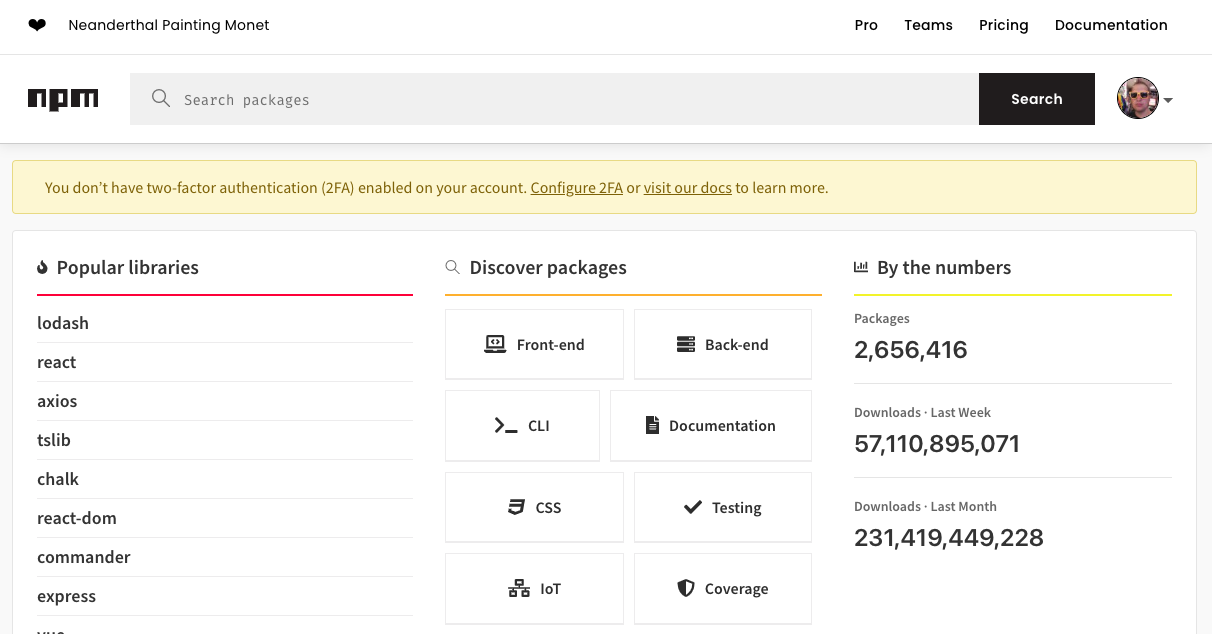 Neanderthal Painting Monet
Pro Teams Pricing Documentation
npm
Search packages
Search
You don’t have two-factor authentication (2FA) enabled on your account. Configure 2FA or visit our docs to learn more.
Popular libraries
lodash
react
axios
tslib
chalk
react-dom
commander
express
Discover packages
Front-end
Back-end
CLI
Documentation
CSS
Testing
IoT
Coverage
By the numbers
Packages
2,656,416
Downloads · Last Week
57,110,895,071
Downloads · Last Month
231,419,449,228